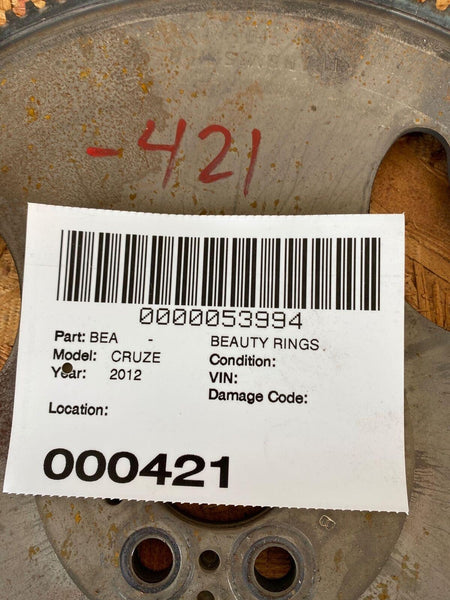 -421
0000053994
Part: BEA - BEAUTY RINGS
Model: CRUZE Condition:
Year: 2012 VIN:
Damage Code:
Location:
000421